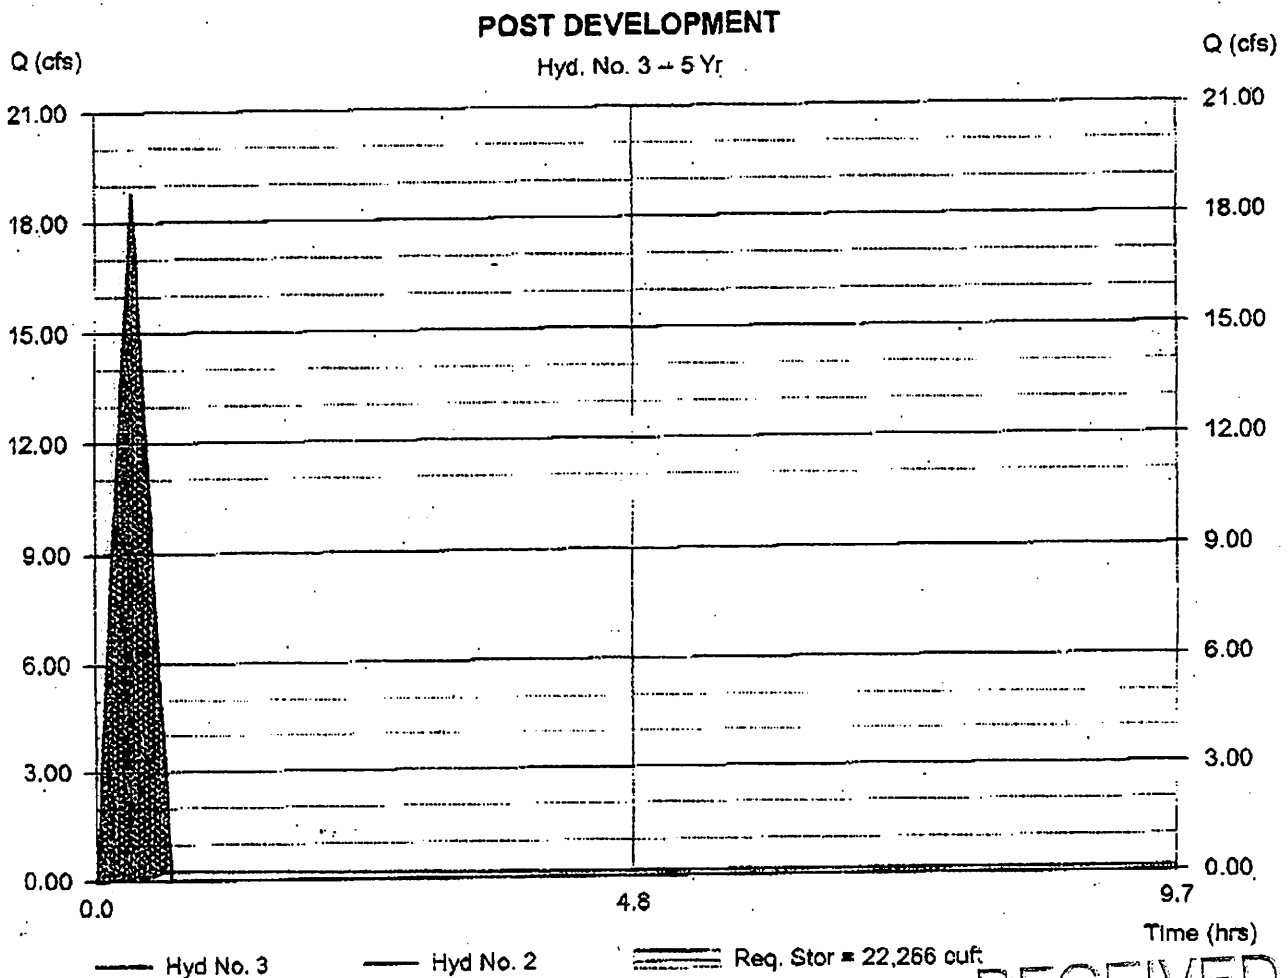 POST DEVELOPMENT
Q (cfs)
Hyd. No. 3 -- 5 Yr
Q (cfs)
21.00
21.00
18.00
18.00
15.00
15.00
12.00
12.00
9.00
9.00
6.00
6.00
3.00
3.00
0.00
0.00
0.0
4.8
9.7
Time (hrs)
Hyd No. 3
Hyd No. 2
Req. Stor = 22,266 cuft
RECEIVED